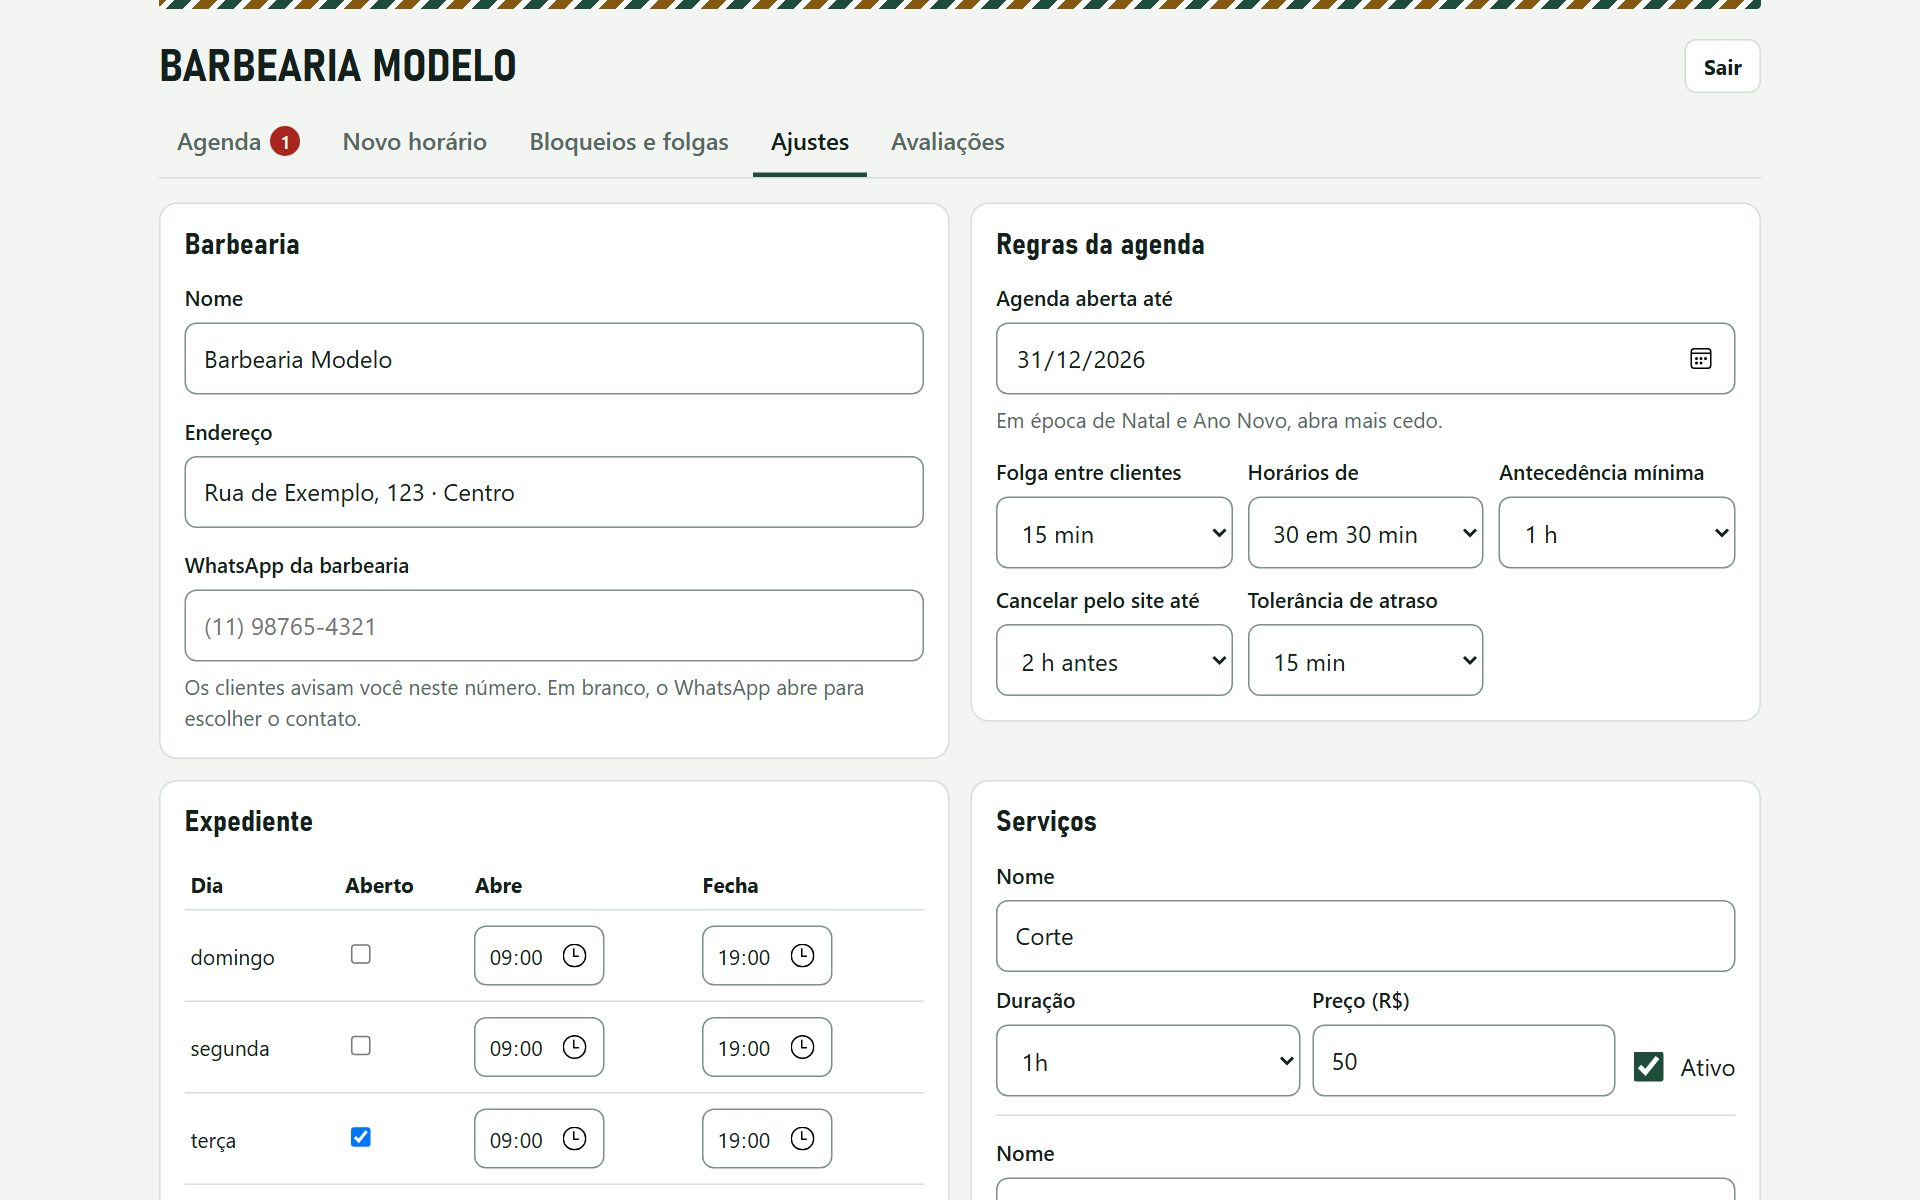 BARBEARIA MODELO
Sair
Agenda 1
Novo horário
Bloqueios e folgas
Ajustes
Avaliações
Barbearia
Nome
Barbearia Modelo
Endereço
Rua de Exemplo, 123 · Centro
WhatsApp da barbearia
(11) 98765-4321
Os clientes avisam você neste número. Em branco, o WhatsApp abre para
escolher o contato.
Regras da agenda
Agenda aberta até
31/12/2026
Em época de Natal e Ano Novo, abra mais cedo.
Folga entre clientes
Horários de
Antecedência mínima
15 min
30 em 30 min
1 h
Cancelar pelo site até
Tolerância de atraso
2 h antes
15 min
Expediente
Dia Aberto Abre Fecha
domingo 09:00 19:00
segunda 09:00 19:00
terça 09:00 19:00
Serviços
Nome
Corte
Duração
Preço (R$)
1h
50
Ativo
Nome